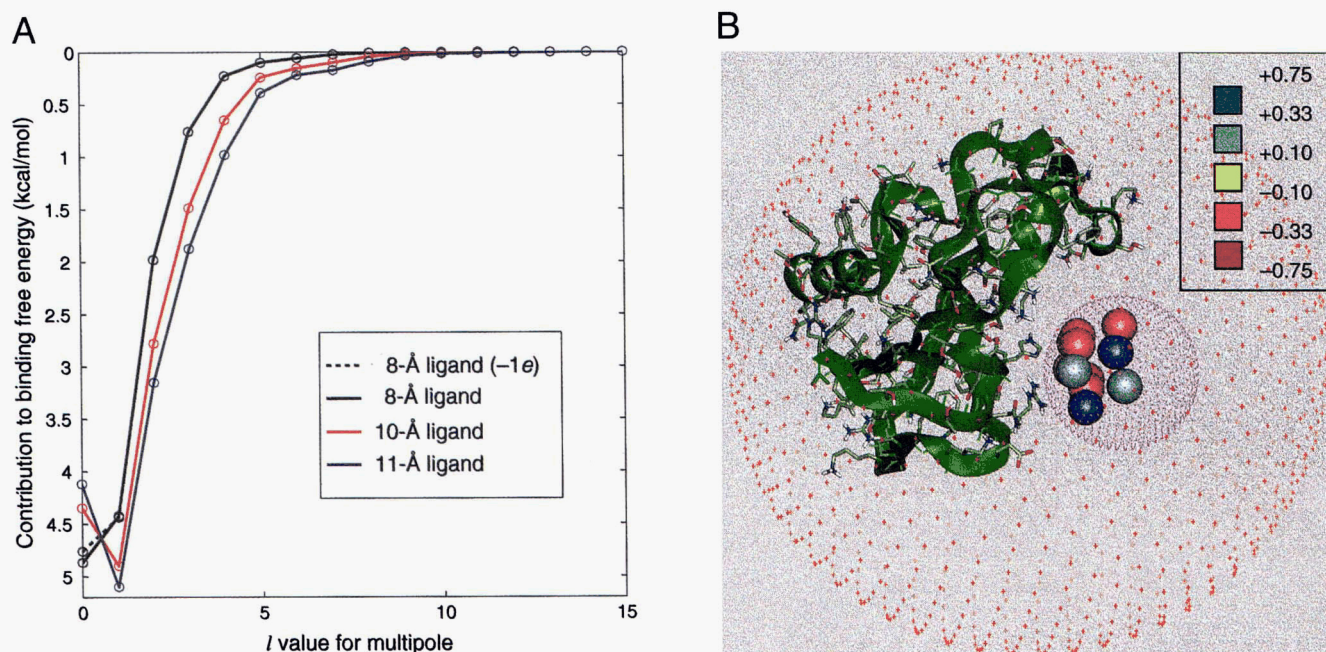 A
0
0.5
1
1.5
2
2.5
3
3.5
4
4.5
5
Contribution to binding free energy (kcal/mol)
8-Å ligand (–1e)
8-Å ligand
10-Å ligand
11-Å ligand
0 5 10 15
l value for multipole
B
+0.75
+0.33
+0.10
–0.10
–0.33
–0.75